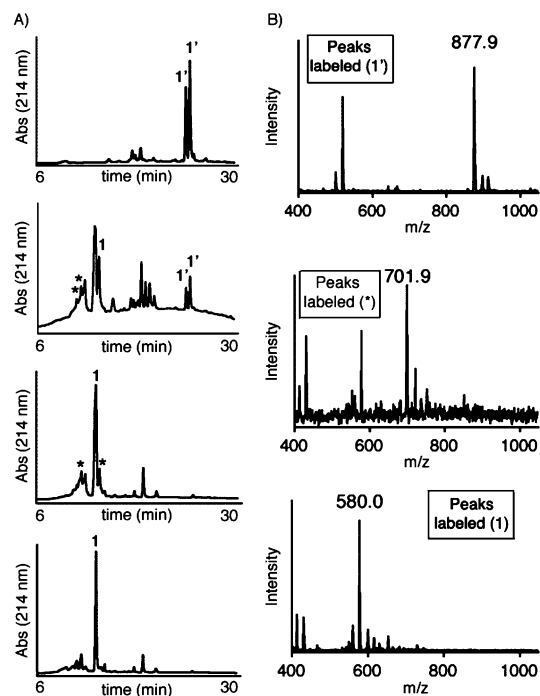 A)
Abs (214 nm)
1'
1'
6
time (min)
30
Abs (214 nm)
*
*
1
1'
1'
6
time (min)
30
Abs (214 nm)
*
1
*
6
time (min)
30
Abs (214 nm)
1
6
time (min)
30
B)
Intensity
Peaks
labeled (1')
877.9
400
600
800
1000
m/z
Intensity
Peaks
labeled (*)
701.9
400
600
800
1000
m/z
Intensity
580.0
Peaks
labeled (1)
400
600
800
1000
m/z